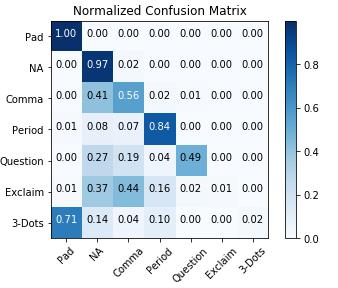 Normalized Confusion Matrix
Pad 1.00 0.00 0.00 0.00 0.00 0.00 0.00
NA 0.00 0.97 0.02 0.00 0.00 0.00 0.00
Comma 0.00 0.41 0.56 0.02 0.01 0.00 0.00
Period 0.01 0.08 0.07 0.84 0.00 0.00 0.00
Question 0.00 0.27 0.19 0.04 0.49 0.00 0.00
Exclaim 0.01 0.37 0.44 0.16 0.02 0.01 0.00
3-Dots 0.71 0.14 0.04 0.10 0.00 0.00 0.02
Pad NA Comma Period Question Exclaim 3-Dots
0.8
0.6
0.4
0.2
0.0